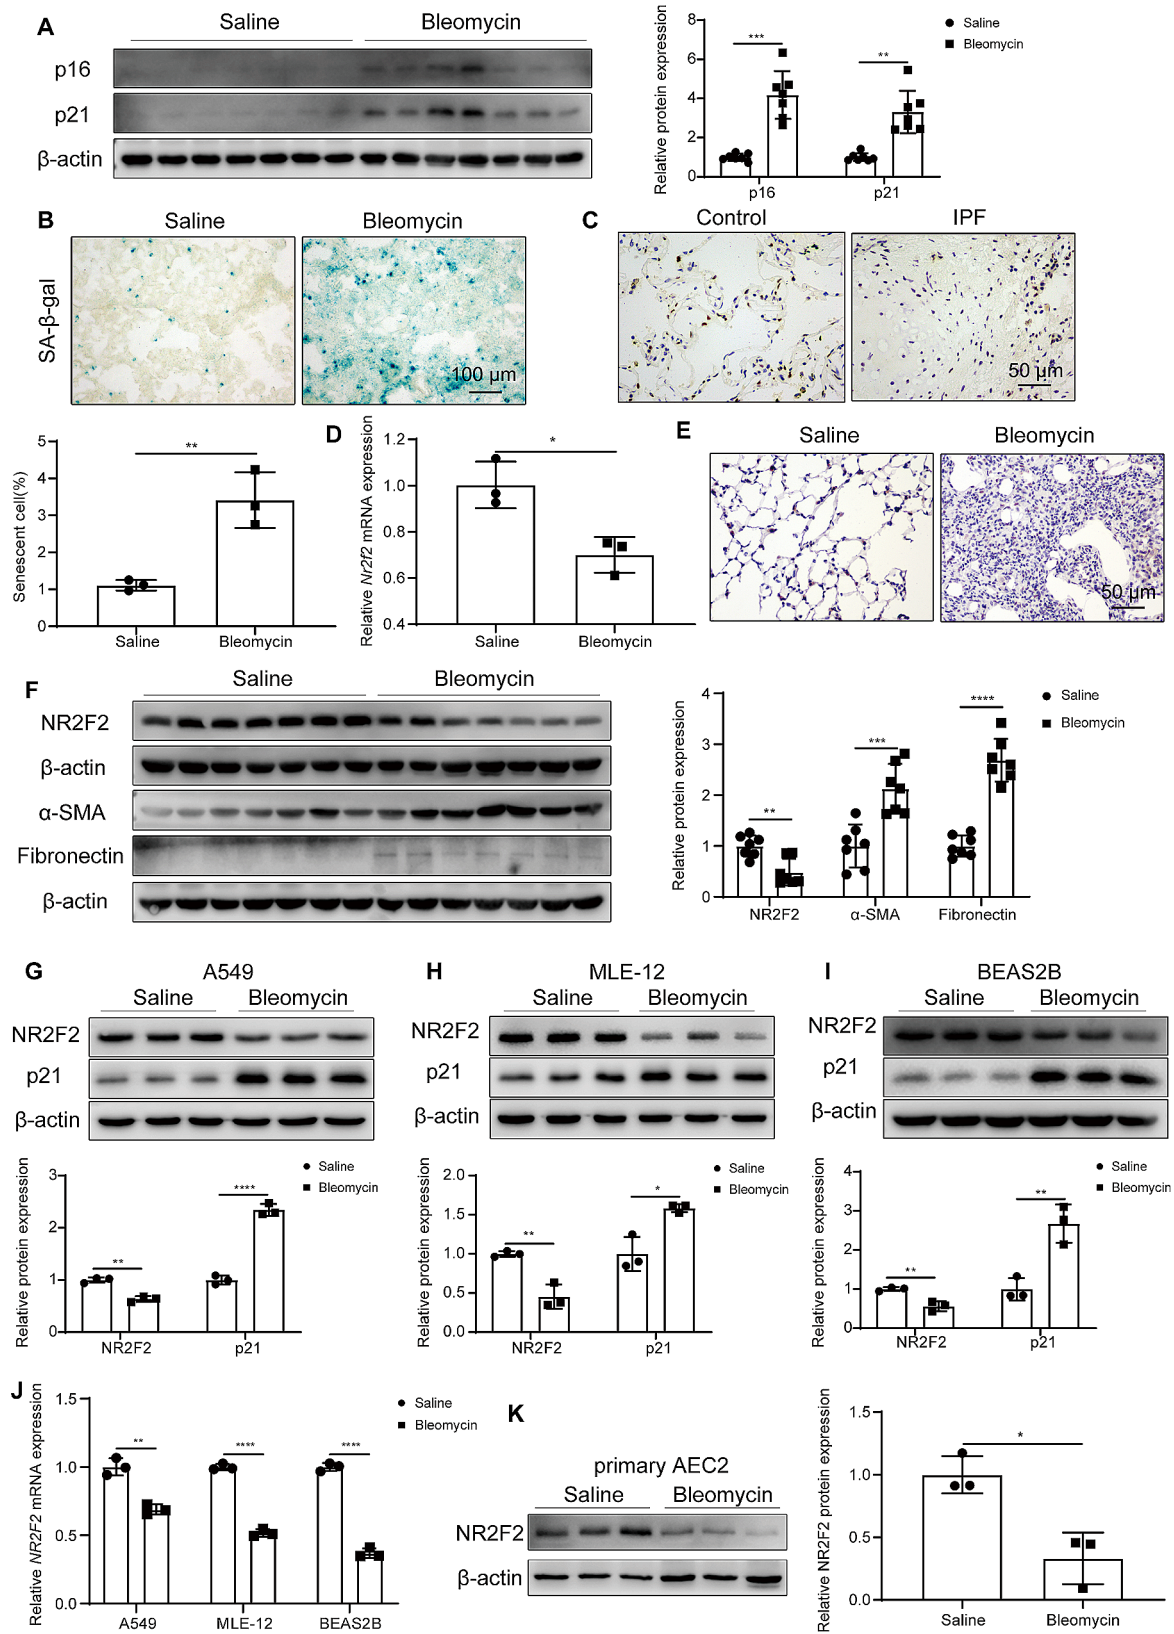 A
Saline Bleomycin
p16
p21
β-actin
Relative protein expression
8
6
4
2
0
*** **
p16 p21
Saline
Bleomycin
B
Saline Bleomycin
SA-β-gal
100 μm
C
Control IPF
50 μm
Senescent cell(%)
5
4
3
2
1
0
**
Saline Bleomycin
D
Relative Nr2f2 mRNA expression
1.2
1.0
0.8
0.6
0.4
*
Saline Bleomycin
E
Saline Bleomycin
50 μm
F
Saline Bleomycin
NR2F2
β-actin
α-SMA
Fibronectin
β-actin
Relative protein expression
4
3
2
1
0
** *** ****
NR2F2 α-SMA Fibronectin
Saline
Bleomycin
G
A549
Saline Bleomycin
NR2F2
p21
β-actin
Relative protein expression
3
2
1
0
** ****
NR2F2 p21
Saline
Bleomycin
H
MLE-12
Saline Bleomycin
NR2F2
p21
β-actin
Relative protein expression
2.0
1.5
1.0
0.5
0.0
** *
NR2F2 p21
Saline
Bleomycin
I
BEAS2B
Saline Bleomycin
NR2F2
p21
β-actin
Relative protein expression
4
3
2
1
0
** **
NR2F2 p21
Saline
Bleomycin
J
Relative NR2F2 mRNA expression
1.5
1.0
0.5
0.0
** **** ****
A549 MLE-12 BEAS2B
Saline
Bleomycin
K
primary AEC2
Saline Bleomycin
NR2F2
β-actin
Relative NR2F2 protein expression
1.5
1.0
0.5
0.0
*
Saline Bleomycin